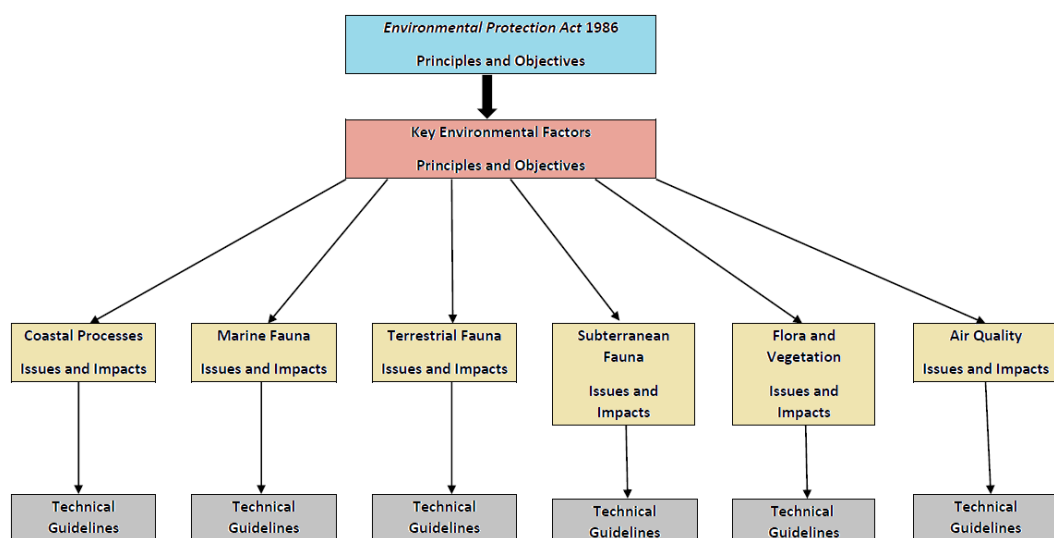 Environmental Protection Act 1986
Principles and Objectives
Key Environmental Factors
Principles and Objectives
Coastal Processes
Issues and Impacts
Marine Fauna
Issues and Impacts
Terrestrial Fauna
Issues and Impacts
Subterranean
Fauna
Issues and
Impacts
Flora and
Vegetation
Issues and
Impacts
Air Quality
Issues and Impacts
Technical
Guidelines
Technical
Guidelines
Technical
Guidelines
Technical
Guidelines
Technical
Guidelines
Technical
Guidelines